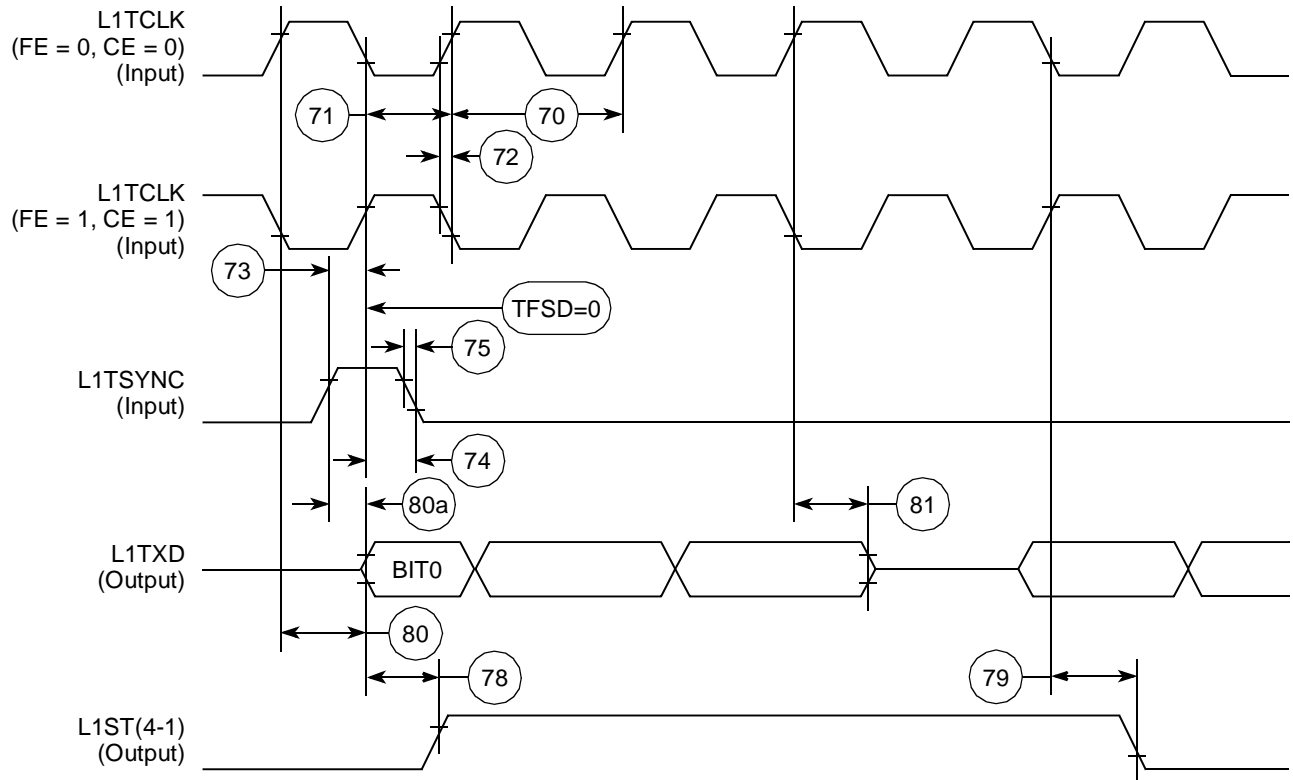 L1TCLK
(FE = 0, CE = 0)
(Input)
71
70
72
L1TCLK
(FE = 1, CE = 1)
(Input)
73
TFSD=0
75
L1TSYNC
(Input)
74
80a
81
L1TXD
(Output)
BIT0
80
78
79
L1ST(4-1)
(Output)